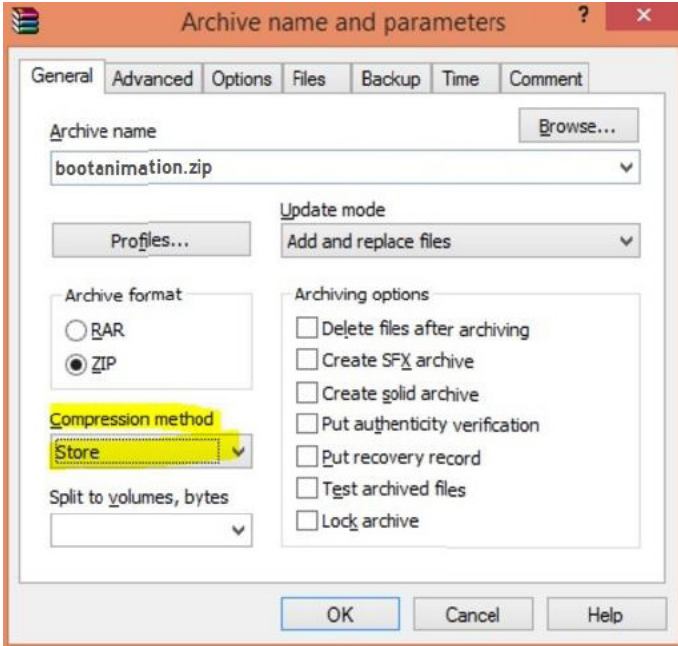 Archive name and parameters
?
General Advanced Options Files Backup Time Comment
Archive name
Browse...
bootanimation.zip
Update mode
Profiles...
Add and replace files
Archive format
RAR
ZIP
Compression method
Store
Split to volumes, bytes
Archiving options
Delete files after archiving
Create SFX archive
Create solid archive
Put authenticity verification
Put recovery record
Test archived files
Lock archive
OK Cancel Help